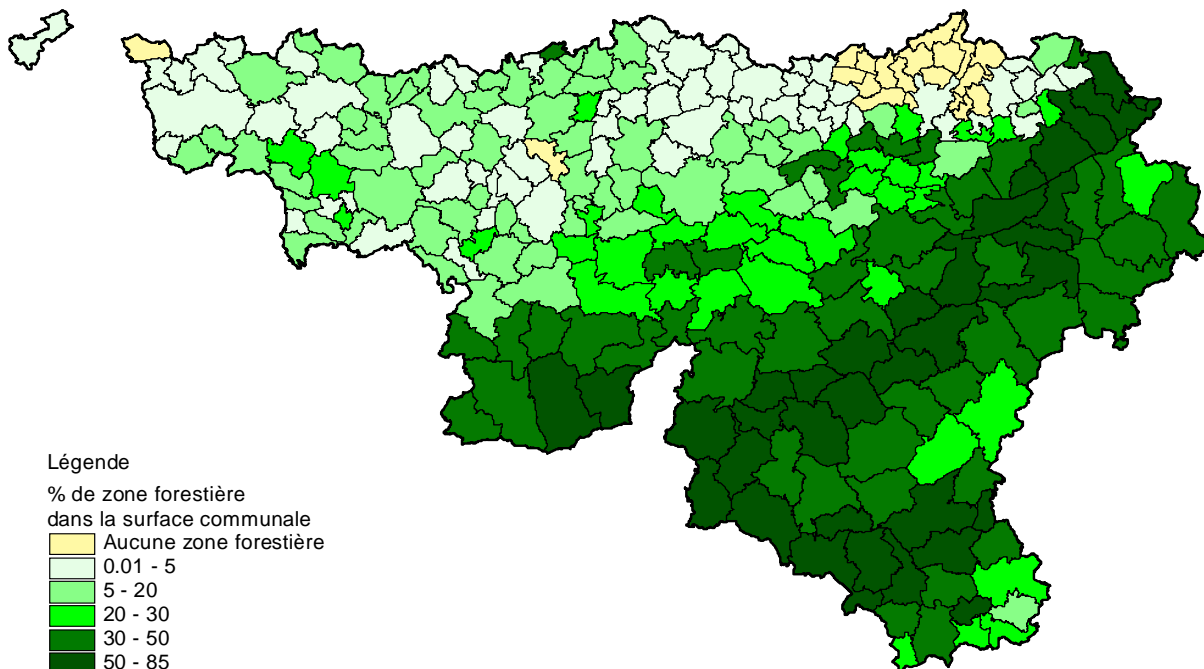 Légende
% de zone forestière
dans la surface communale
Aucune zone forestière
0.01 - 5
5 - 20
20 - 30
30 - 50
50 - 85